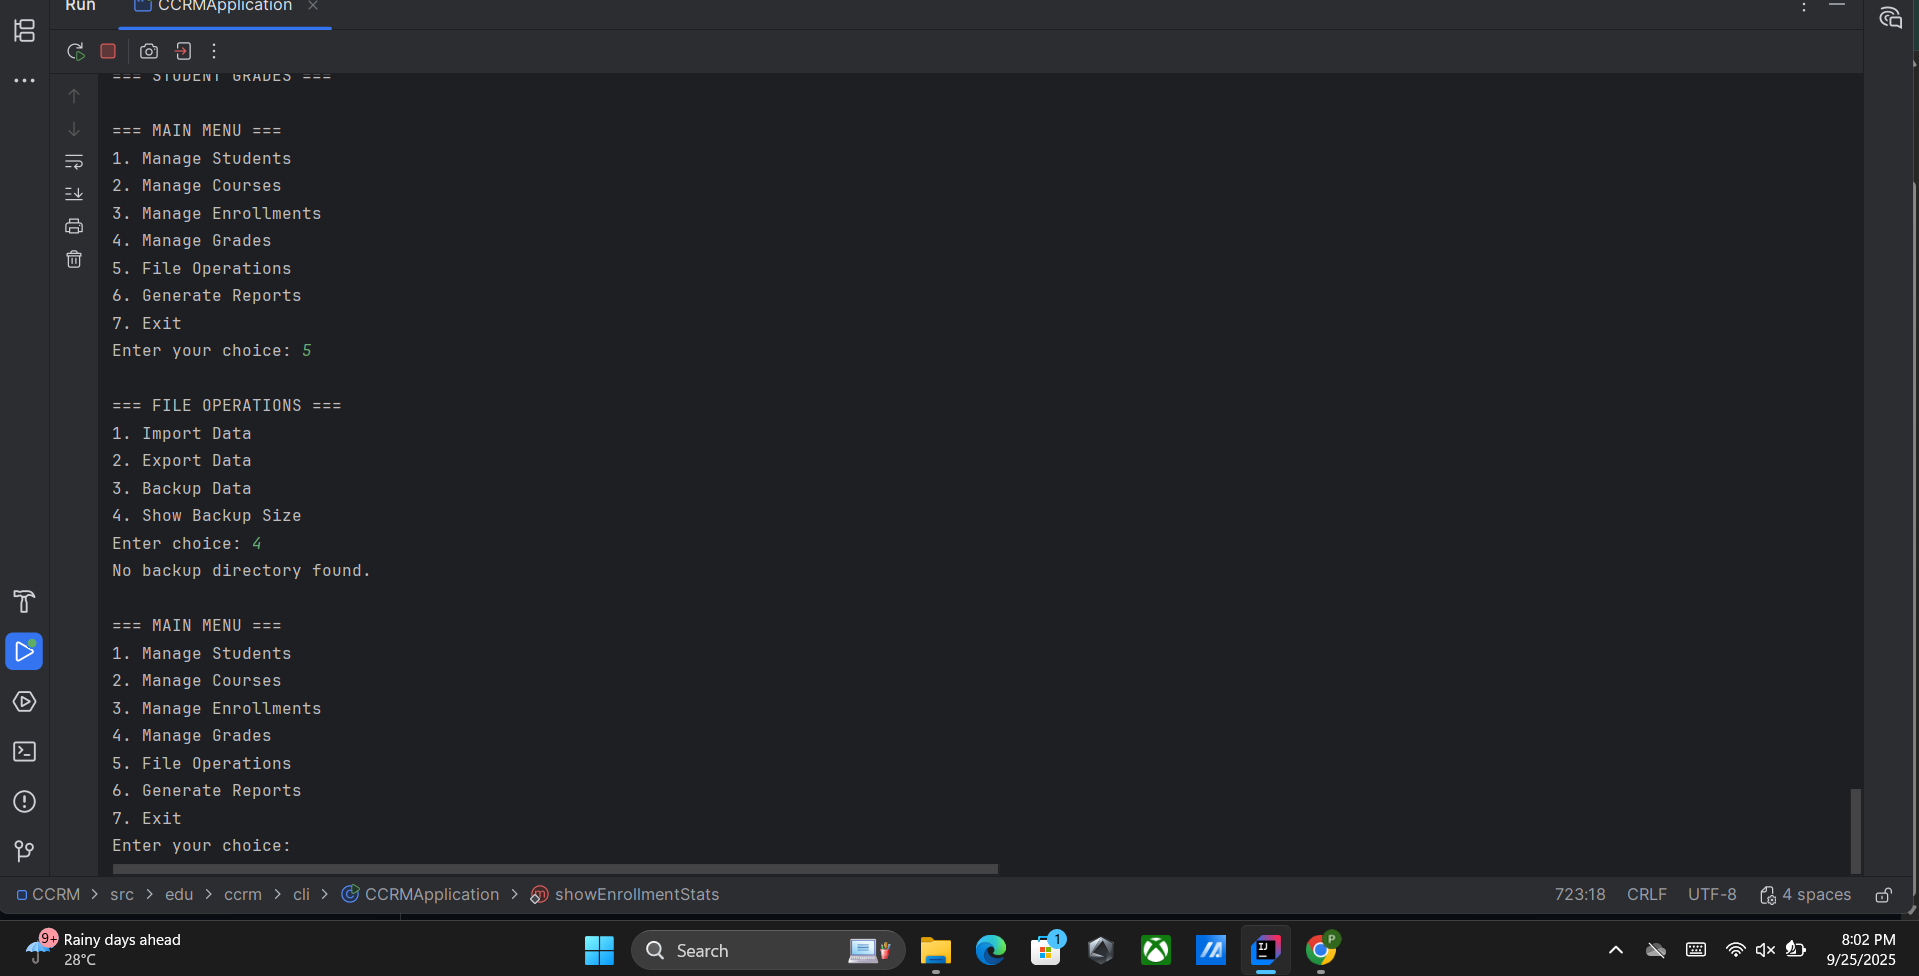 Run
CCRMApplication
=== STUDENT GRADES ===
=== MAIN MENU ===
1. Manage Students
2. Manage Courses
3. Manage Enrollments
4. Manage Grades
5. File Operations
6. Generate Reports
7. Exit
Enter your choice: 5
=== FILE OPERATIONS ===
1. Import Data
2. Export Data
3. Backup Data
4. Show Backup Size
Enter choice: 4
No backup directory found.
=== MAIN MENU ===
1. Manage Students
2. Manage Courses
3. Manage Enrollments
4. Manage Grades
5. File Operations
6. Generate Reports
7. Exit
Enter your choice:
CCRM > src > edu > ccrm > cli > CCRMApplication > showEnrollmentStats
723:18 CRLF UTF-8 4 spaces
9+ Rainy days ahead
28°C
Search
1
IJ
P
8:02 PM
9/25/2025